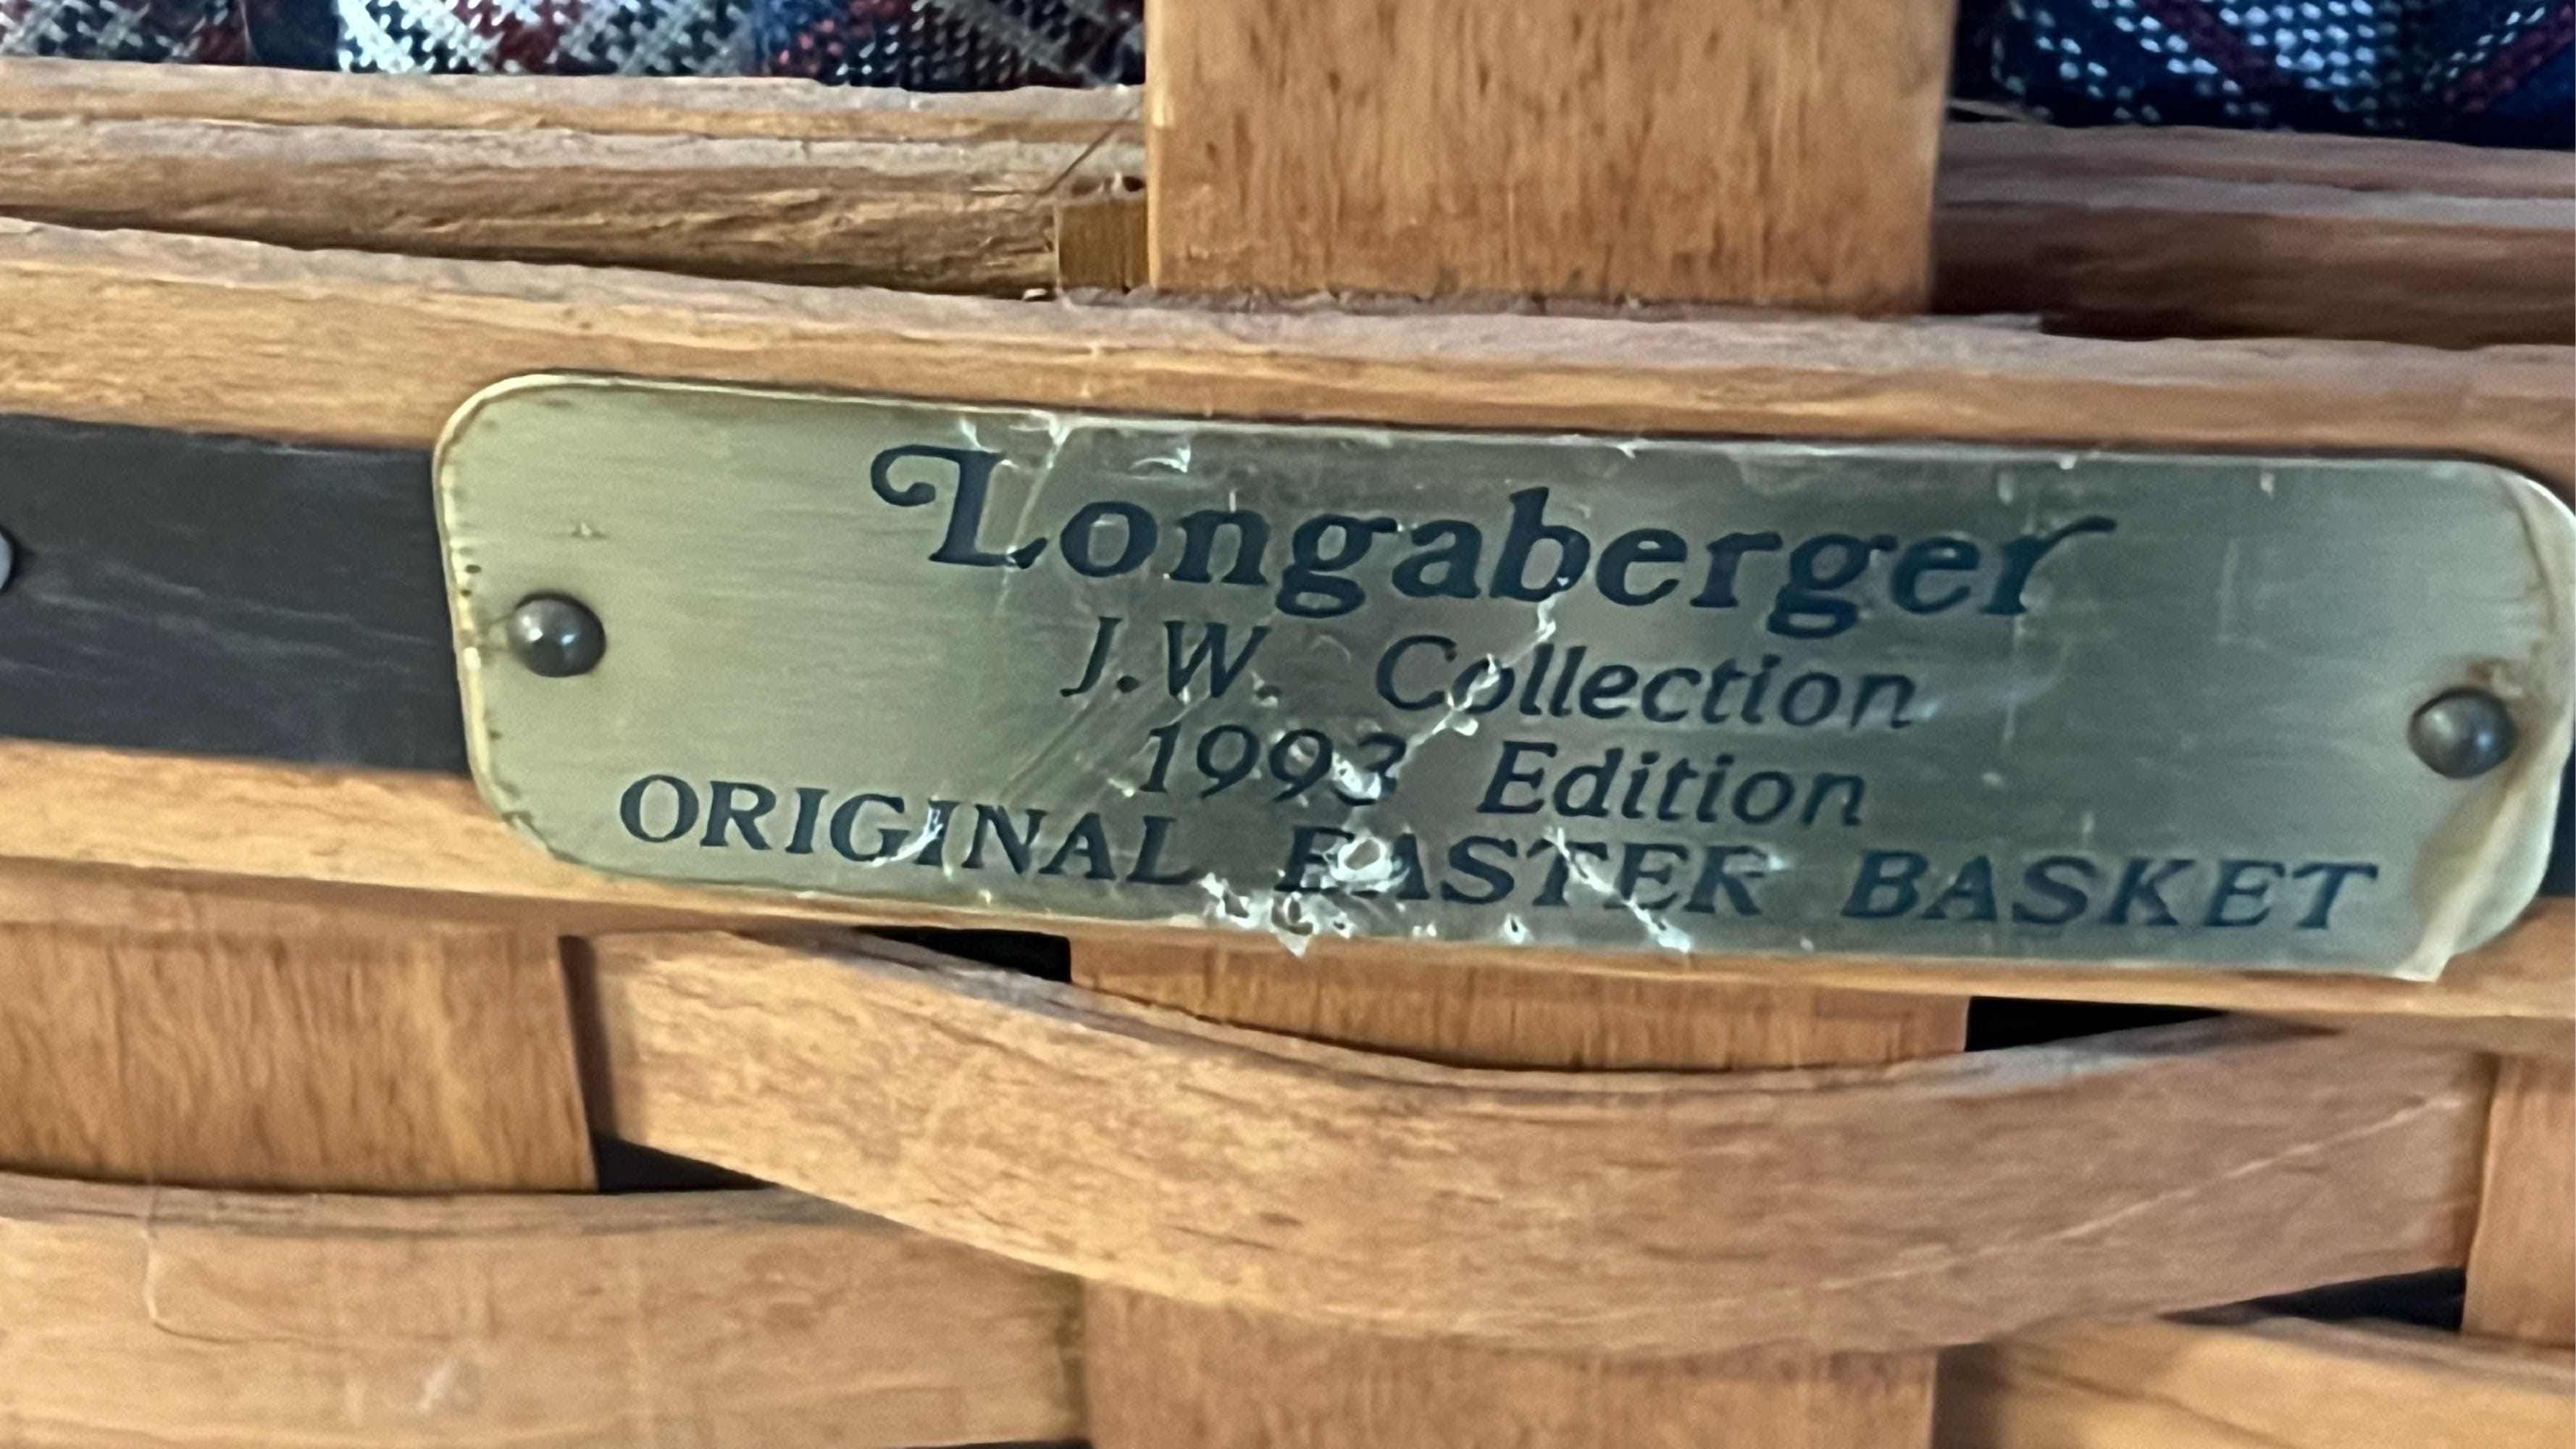 Longaberger
J.W. Collection
1993 Edition
ORIGINAL EASTER BASKET